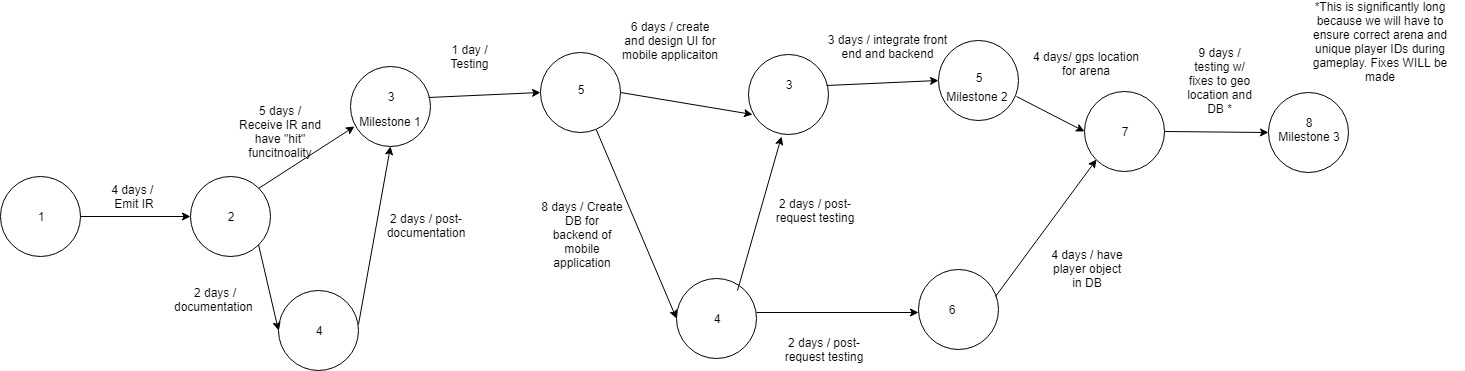 *This is significantly long
because we will have to
ensure correct arena and
unique player IDs during
gameplay. Fixes WILL be
made
1
4 days /
Emit IR
2
5 days /
Receive IR and
have "hit"
funcitnoality
2 days /
documentation
4
2 days / post-
documentation
3
Milestone 1
1 day /
Testing
5
6 days / create
and design UI for
mobile applicaiton
8 days / Create
DB for
backend of
mobile
application
4
2 days / post-
request testing
2 days / post-
request testing
3
3 days / integrate front
end and backend
5
Milestone 2
6
4 days/ gps location
for arena
4 days / have
player object
in DB
7
9 days /
testing w/
fixes to geo
location and
DB *
8
Milestone 3